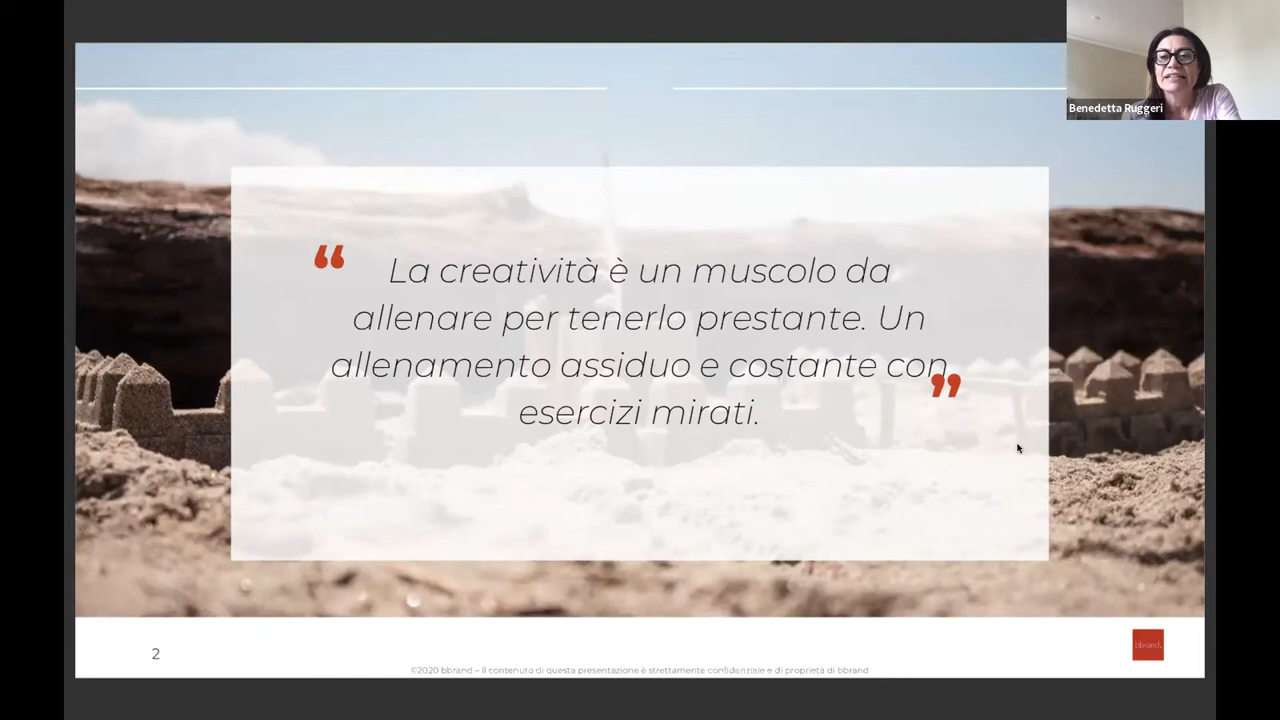 Benedetta Ruggeri
“ La creatività è un muscolo da
allenare per tenerlo prestante. Un
allenamento assiduo e costante con
esercizi mirati. ”
2
bbrand.
©2020 bbrand – Il contenuto di questa presentazione è strettamente confidenziale e di proprietà di bbrand